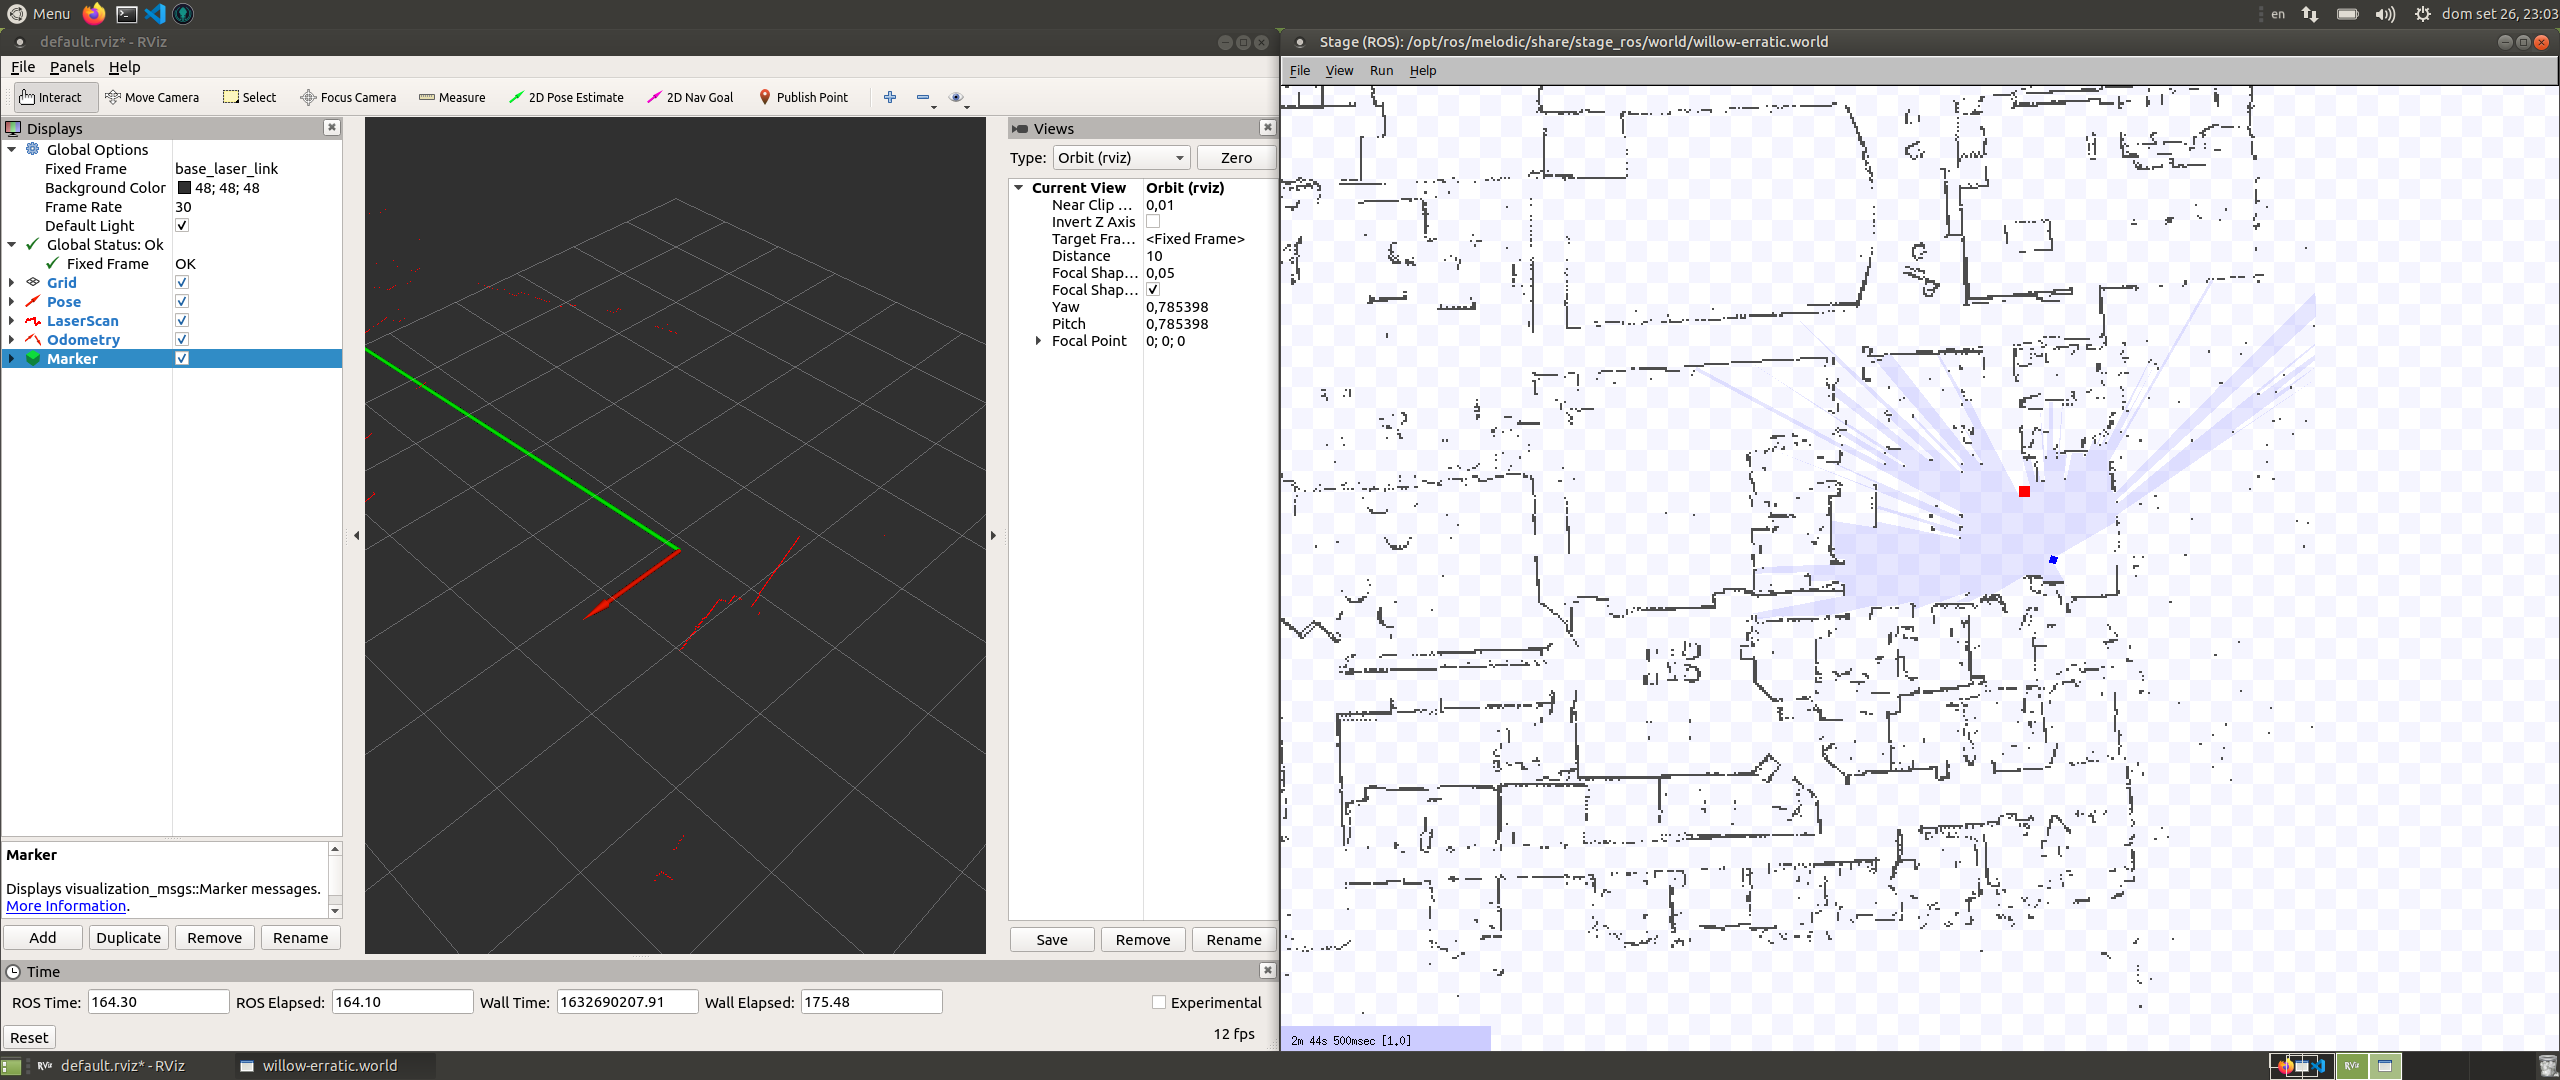 Menu
en
dom set 26, 23:03
default.rviz* - RViz
File Panels Help
Interact Move Camera Select Focus Camera Measure 2D Pose Estimate 2D Nav Goal Publish Point
Displays
Global Options
Fixed Frame base_laser_link
Background Color 48; 48; 48
Frame Rate 30
Default Light
Global Status: Ok
Fixed Frame OK
Grid
Pose
LaserScan
Odometry
Marker
Marker
Displays visualization_msgs::Marker messages.
More Information.
Add Duplicate Remove Rename
Views
Type: Orbit (rviz) Zero
Current View Orbit (rviz)
Near Clip ... 0,01
Invert Z Axis
Target Fra... <Fixed Frame>
Distance 10
Focal Shap... 0,05
Focal Shap...
Yaw 0,785398
Pitch 0,785398
Focal Point 0; 0; 0
Save Remove Rename
Time
ROS Time: 164.30 ROS Elapsed: 164.10 Wall Time: 1632690207.91 Wall Elapsed: 175.48 Experimental
Reset 12 fps
Stage (ROS): /opt/ros/melodic/share/stage_ros/world/willow-erratic.world
File View Run Help
2m 44s 500msec [1.0]
RViz default.rviz* - RViz willow-erratic.world
RViz